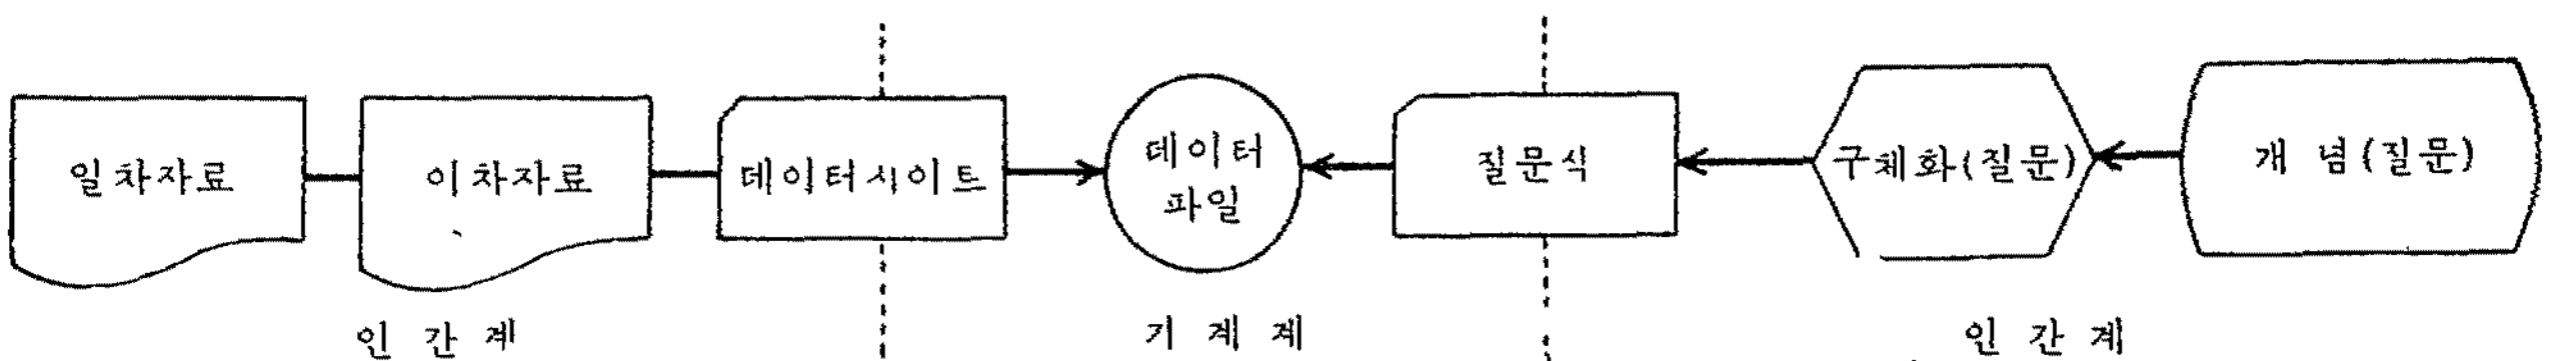 일차자료
이차자료
데이터시이트
데이터
파일
질문식
구체화(질문)
개 념(질문)
인 간 계
기 계 계
인 간 계